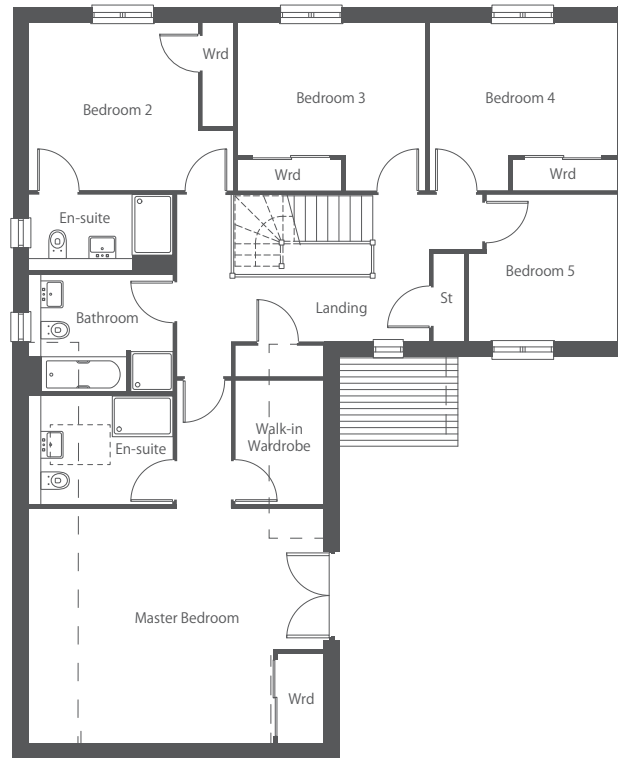 Wrd
Bedroom 2
Bedroom 3
Bedroom 4
Wrd
Wrd
En-suite
Bedroom 5
Landing
St
Bathroom
Walk-in
Wardrobe
En-suite
Master Bedroom
Wrd